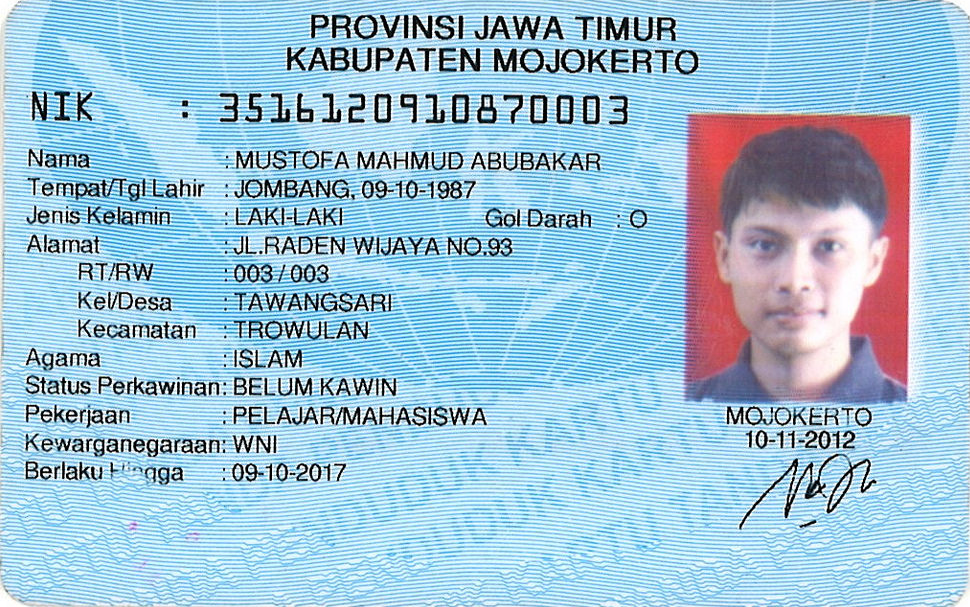 PROVINSI JAWA TIMUR
KABUPATEN MOJOKERTO
NIK : 3516120910870003
Nama : MUSTOFA MAHMUD ABUBAKAR
Tempat/Tgl Lahir : JOMBANG, 09-10-1987
Jenis Kelamin : LAKI-LAKI Gol Darah : O
Alamat : JL.RADEN WIJAYA NO.93
RT/RW : 003 / 003
Kel/Desa : TAWANGSARI
Kecamatan : TROWULAN
Agama : ISLAM
Status Perkawinan: BELUM KAWIN
Pekerjaan : PELAJAR/MAHASISWA
Kewarganegaraan: WNI
Berlaku Hingga : 09-10-2017
MOJOKERTO
10-11-2012